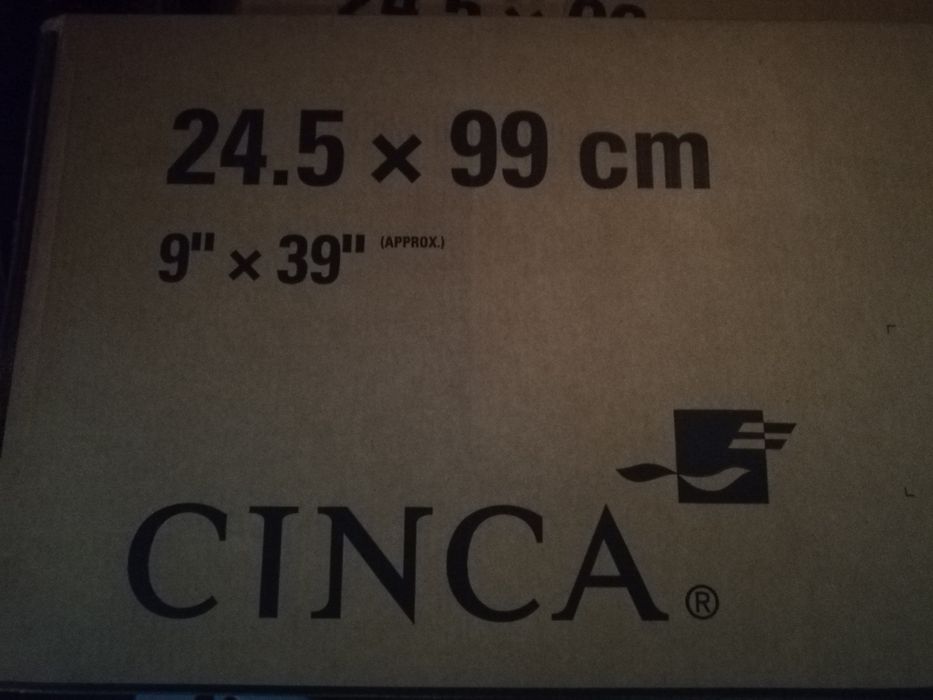 24.5 × 99 cm
9" × 39" (APPROX.)
CINCA®